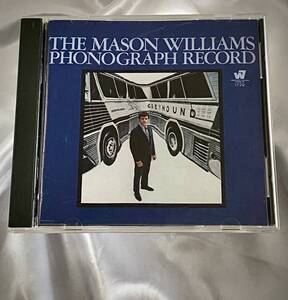 THE MASON WILLIAMS
PHONOGRAPH RECORD
W
GREYHOUND